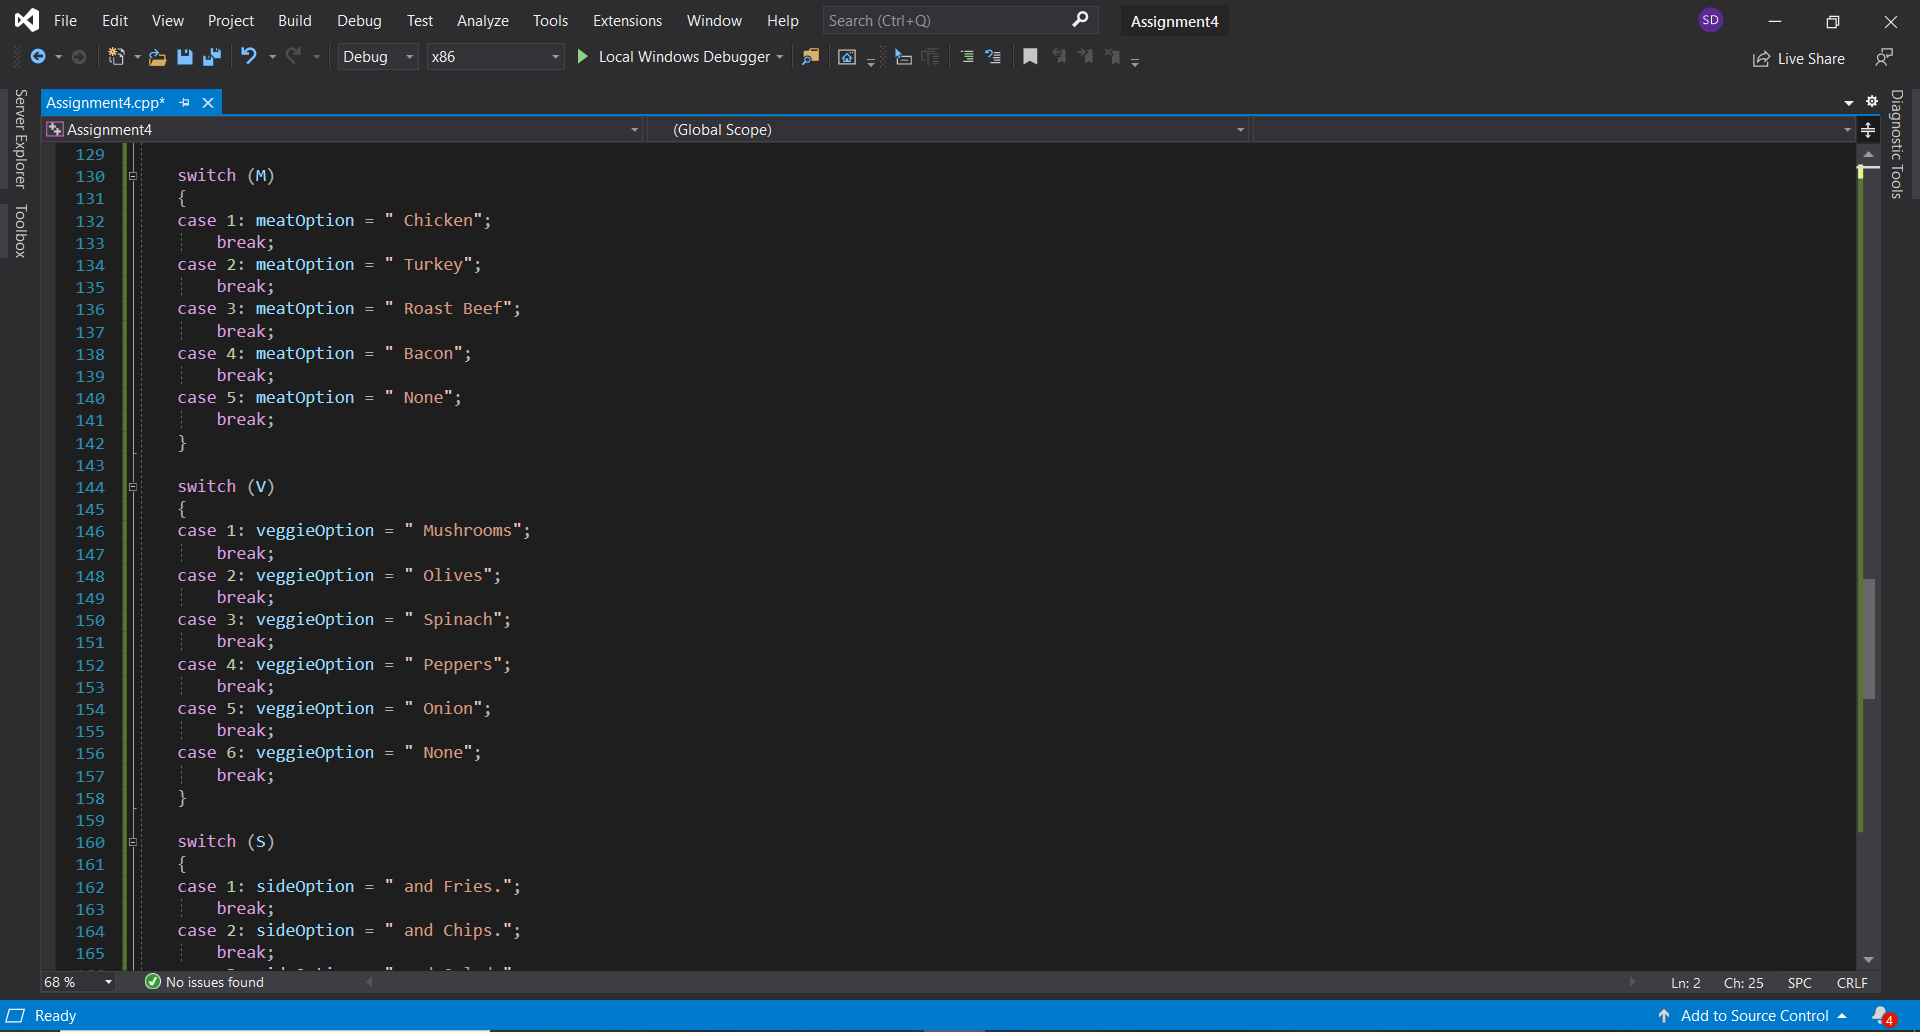 File Edit View Project Build Debug Test Analyze Tools Extensions Window Help Search (Ctrl+Q) Assignment4 SD
Debug x86 Local Windows Debugger Live Share
Server Explorer
Toolbox
Diagnostic Tools
Assignment4.cpp*
Assignment4 (Global Scope)
129
130 switch (M)
131 {
132 case 1: meatOption = " Chicken";
133 break;
134 case 2: meatOption = " Turkey";
135 break;
136 case 3: meatOption = " Roast Beef";
137 break;
138 case 4: meatOption = " Bacon";
139 break;
140 case 5: meatOption = " None";
141 break;
142 }
143
144 switch (V)
145 {
146 case 1: veggieOption = " Mushrooms";
147 break;
148 case 2: veggieOption = " Olives";
149 break;
150 case 3: veggieOption = " Spinach";
151 break;
152 case 4: veggieOption = " Peppers";
153 break;
154 case 5: veggieOption = " Onion";
155 break;
156 case 6: veggieOption = " None";
157 break;
158 }
159
160 switch (S)
161 {
162 case 1: sideOption = " and Fries.";
163 break;
164 case 2: sideOption = " and Chips.";
165 break;
68 % No issues found Ln: 2 Ch: 25 SPC CRLF
Ready Add to Source Control 4